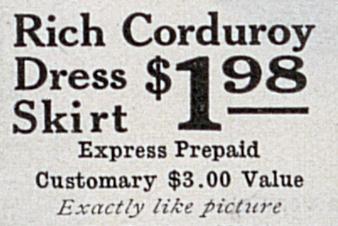 Rich Corduroy
Dress $1.98
Skirt
Express Prepaid
Customary $3.00 Value
Exactly like picture